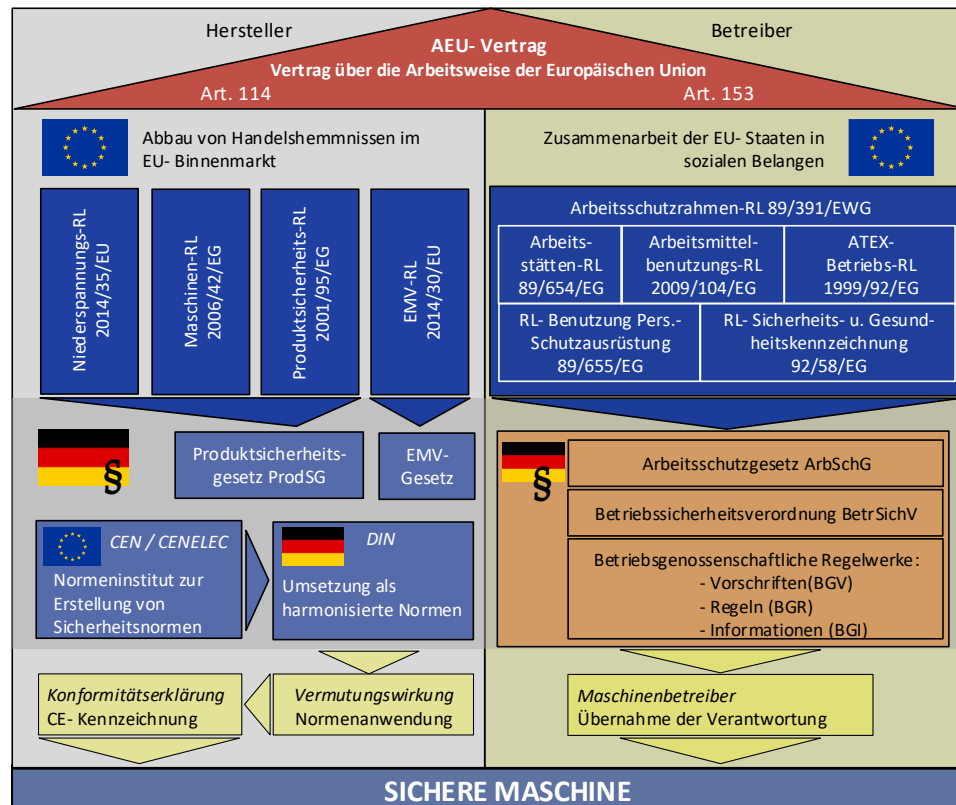 Hersteller
Betreiber
AEU- Vertrag
Vertrag über die Arbeitsweise der Europäischen Union
Art. 114
Art. 153
Abbau von Handelshemmnissen im
EU- Binnenmarkt
Zusammenarbeit der EU- Staaten in
sozialen Belangen
Niederspannungs-RL
2014/35/EU
Maschinen-RL
2006/42/EG
Produktsicherheits-RL
2001/95/EG
EMV-RL
2014/30/EU
Arbeitsschutzrahmen-RL 89/391/EWG
Arbeits-
stätten-RL
89/654/EG
Arbeitsmittel-
benutzungs-RL
2009/104/EG
ATEX-
Betriebs-RL
1999/92/EG
RL- Benutzung Pers.-
Schutzausrüstung
89/655/EG
RL- Sicherheits- u. Gesund-
heitskennzeichnung
92/58/EG
§
Produktsicherheits-
gesetz ProdSG
EMV-
Gesetz
CEN / CENELEC
Normeninstitut zur
Erstellung von
Sicherheitsnormen
DIN
Umsetzung als
harmonisierte Normen
§
Arbeitsschutzgesetz ArbSchG
Betriebssicherheitsverordnung BetrSichV
Betriebsgenossenschaftliche Regelwerke:
- Vorschriften(BGV)
- Regeln (BGR)
- Informationen (BGI)
Konformitätserklärung
CE- Kennzeichnung
Vermutungswirkung
Normenanwendung
Maschinenbetreiber
Übernahme der Verantwortung
SICHERE MASCHINE